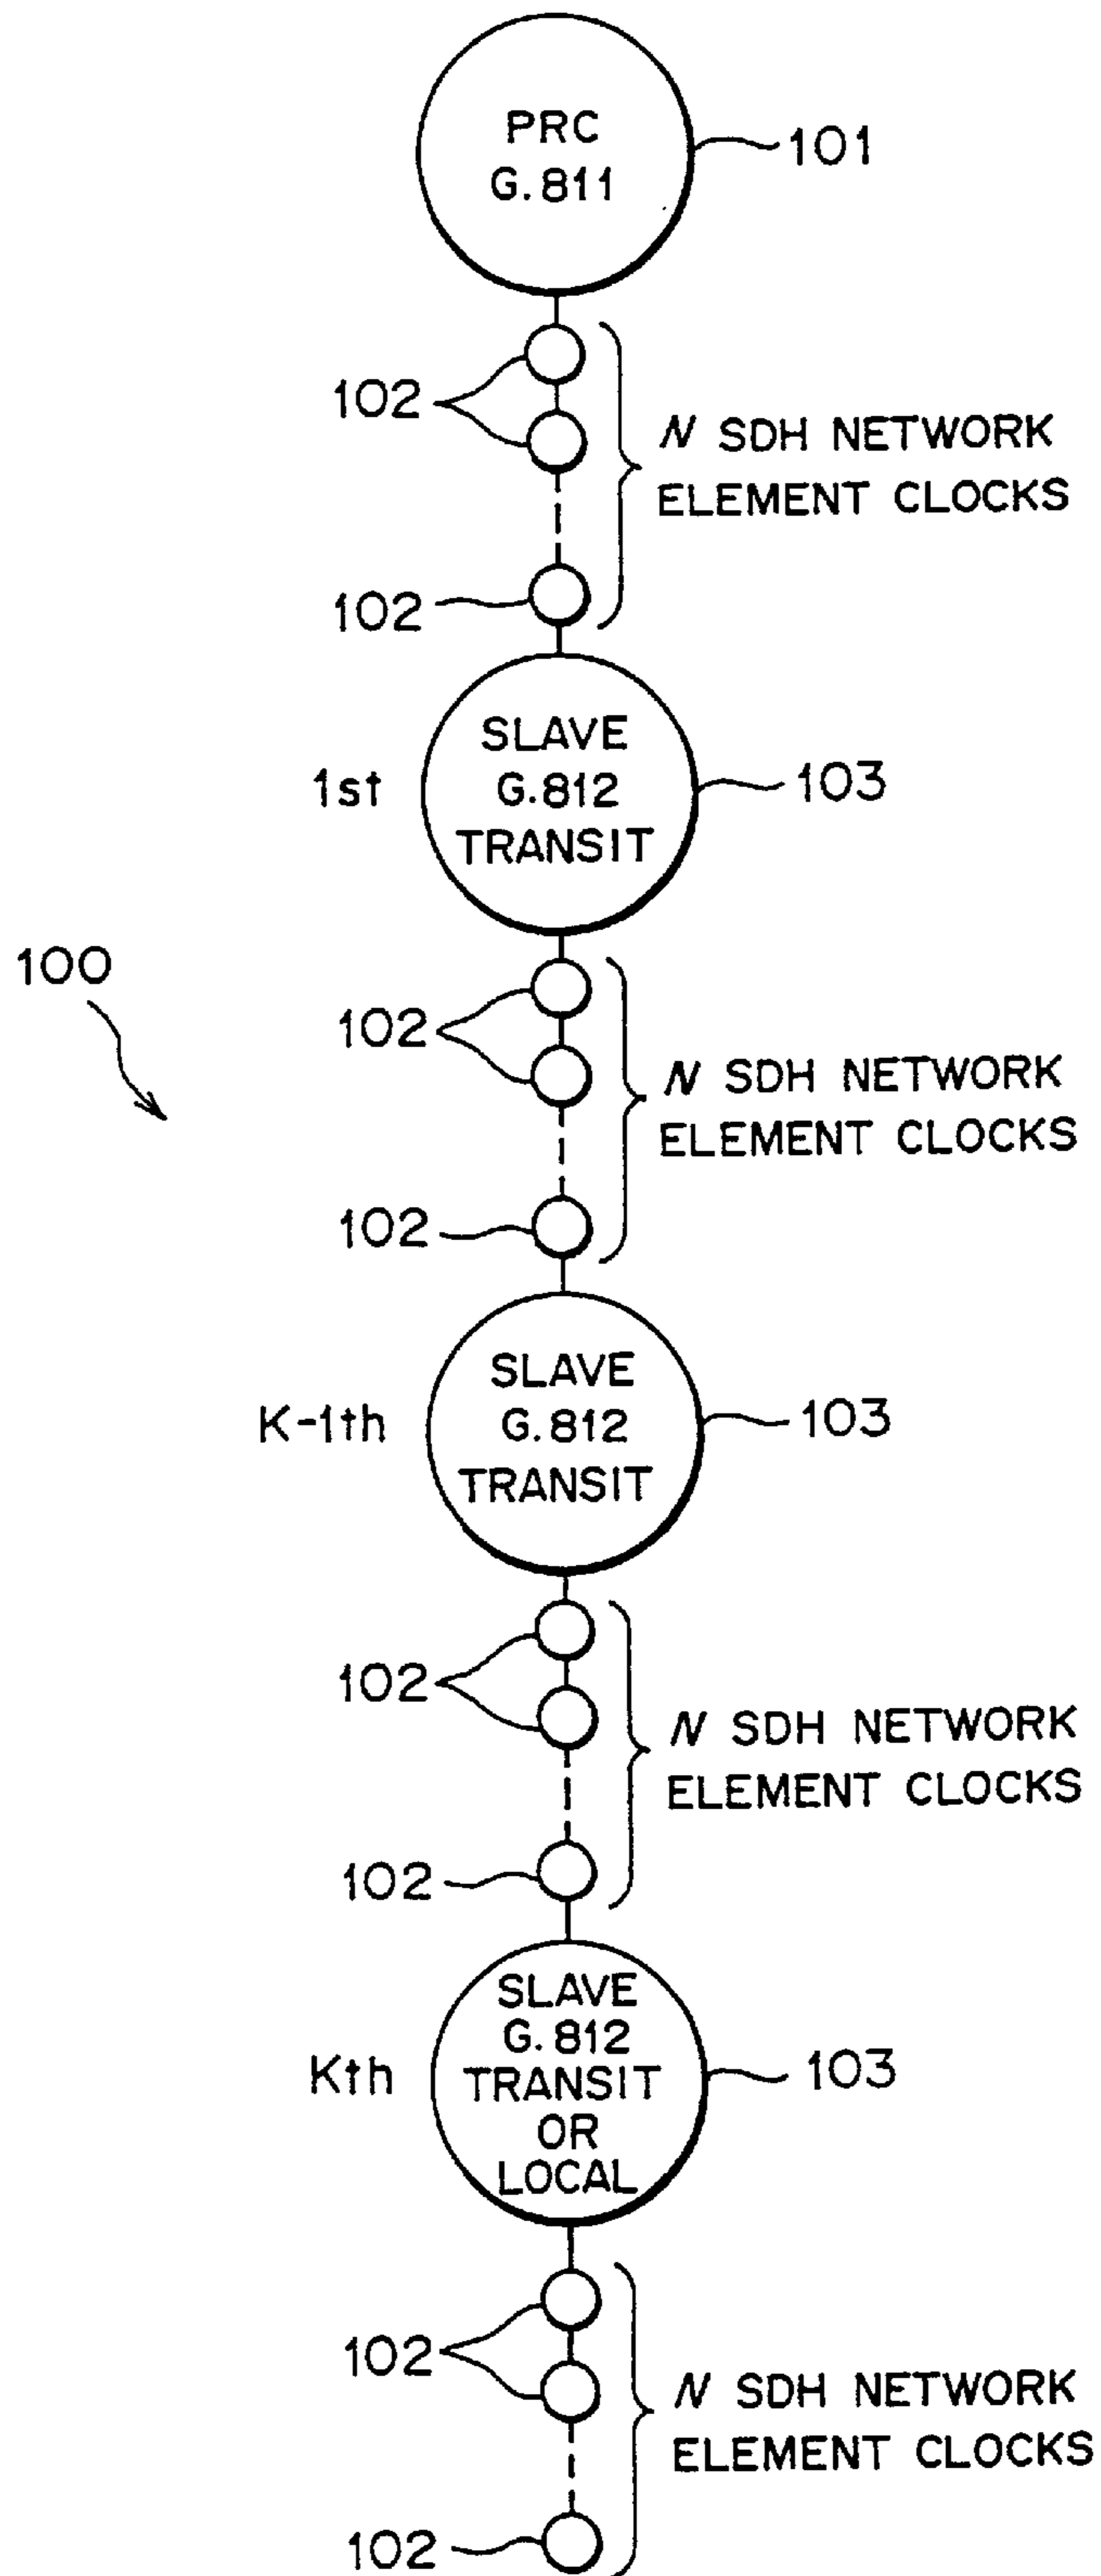 PRC
G.811
101
102
N SDH NETWORK
ELEMENT CLOCKS
102
1st
SLAVE
G.812
TRANSIT
103
100
102
N SDH NETWORK
ELEMENT CLOCKS
102
K-1th
SLAVE
G.812
TRANSIT
103
102
N SDH NETWORK
ELEMENT CLOCKS
102
Kth
SLAVE
G.812
TRANSIT
OR
LOCAL
103
102
N SDH NETWORK
ELEMENT CLOCKS
102